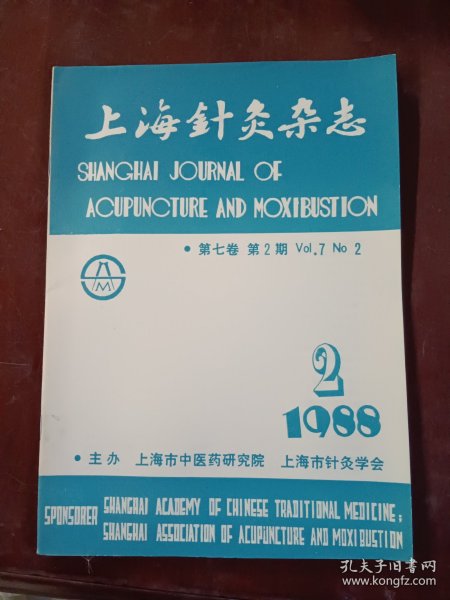 上海針灸杂志
SHANGHAI JOURNAL OF
ACUPUNCTURE AND MOXIBUSTION
• 第七卷 第2期 Vol.7 No 2
M
2
1988
• 主办 上海市中医药研究院 上海市针灸学会
SPONSORER
SHANGHAI ACADEMY OF CHINESE TRADITIONAL MEDICINE;
SHANGHAI ASSOCIATION OF ACUPUNCTURE AND MOXIBUSTION
孔夫子旧书网
www.kongfz.com